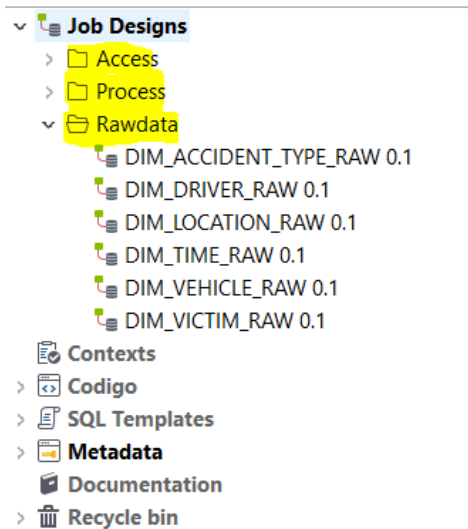 Job Designs
Access
Process
Rawdata
DIM_ACCIDENT_TYPE_RAW 0.1
DIM_DRIVER_RAW 0.1
DIM_LOCATION_RAW 0.1
DIM_TIME_RAW 0.1
DIM_VEHICLE_RAW 0.1
DIM_VICTIM_RAW 0.1
Contexts
Codigo
SQL Templates
Metadata
Documentation
Recycle bin